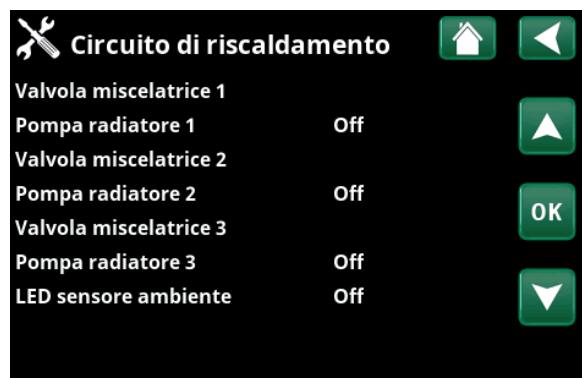 Circuito di riscaldamento
Valvola miscelatrice 1
Pompa radiatore 1 Off
Valvola miscelatrice 2
Pompa radiatore 2 Off
OK
Valvola miscelatrice 3
Pompa radiatore 3 Off
LED sensore ambiente Off